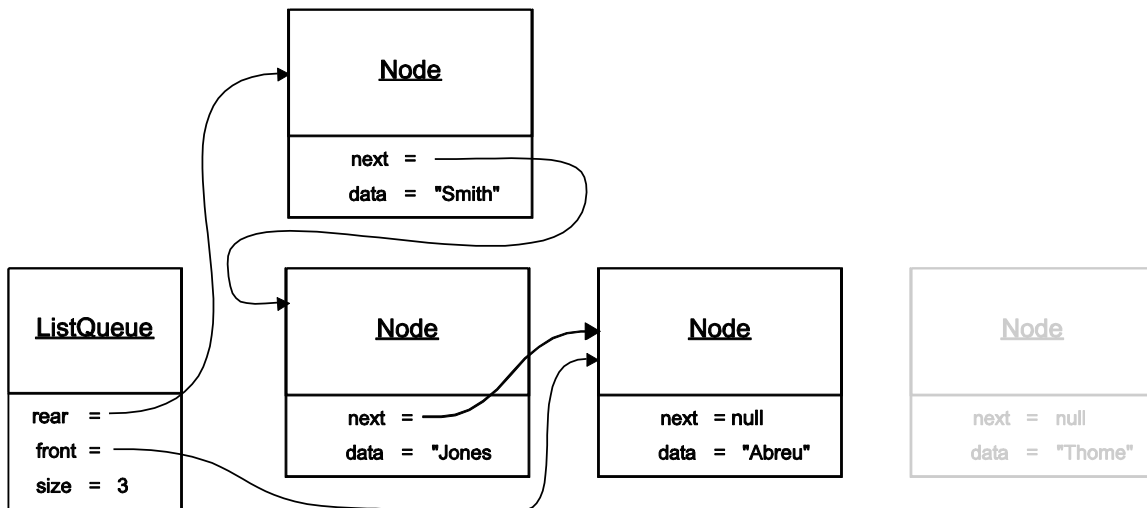 Node
next =
data = "Smith"
ListQueue
rear =
front =
size = 3
Node
next =
data = "Jones
Node
next = null
data = "Abreu"
Node
next = null
data = "Thome"